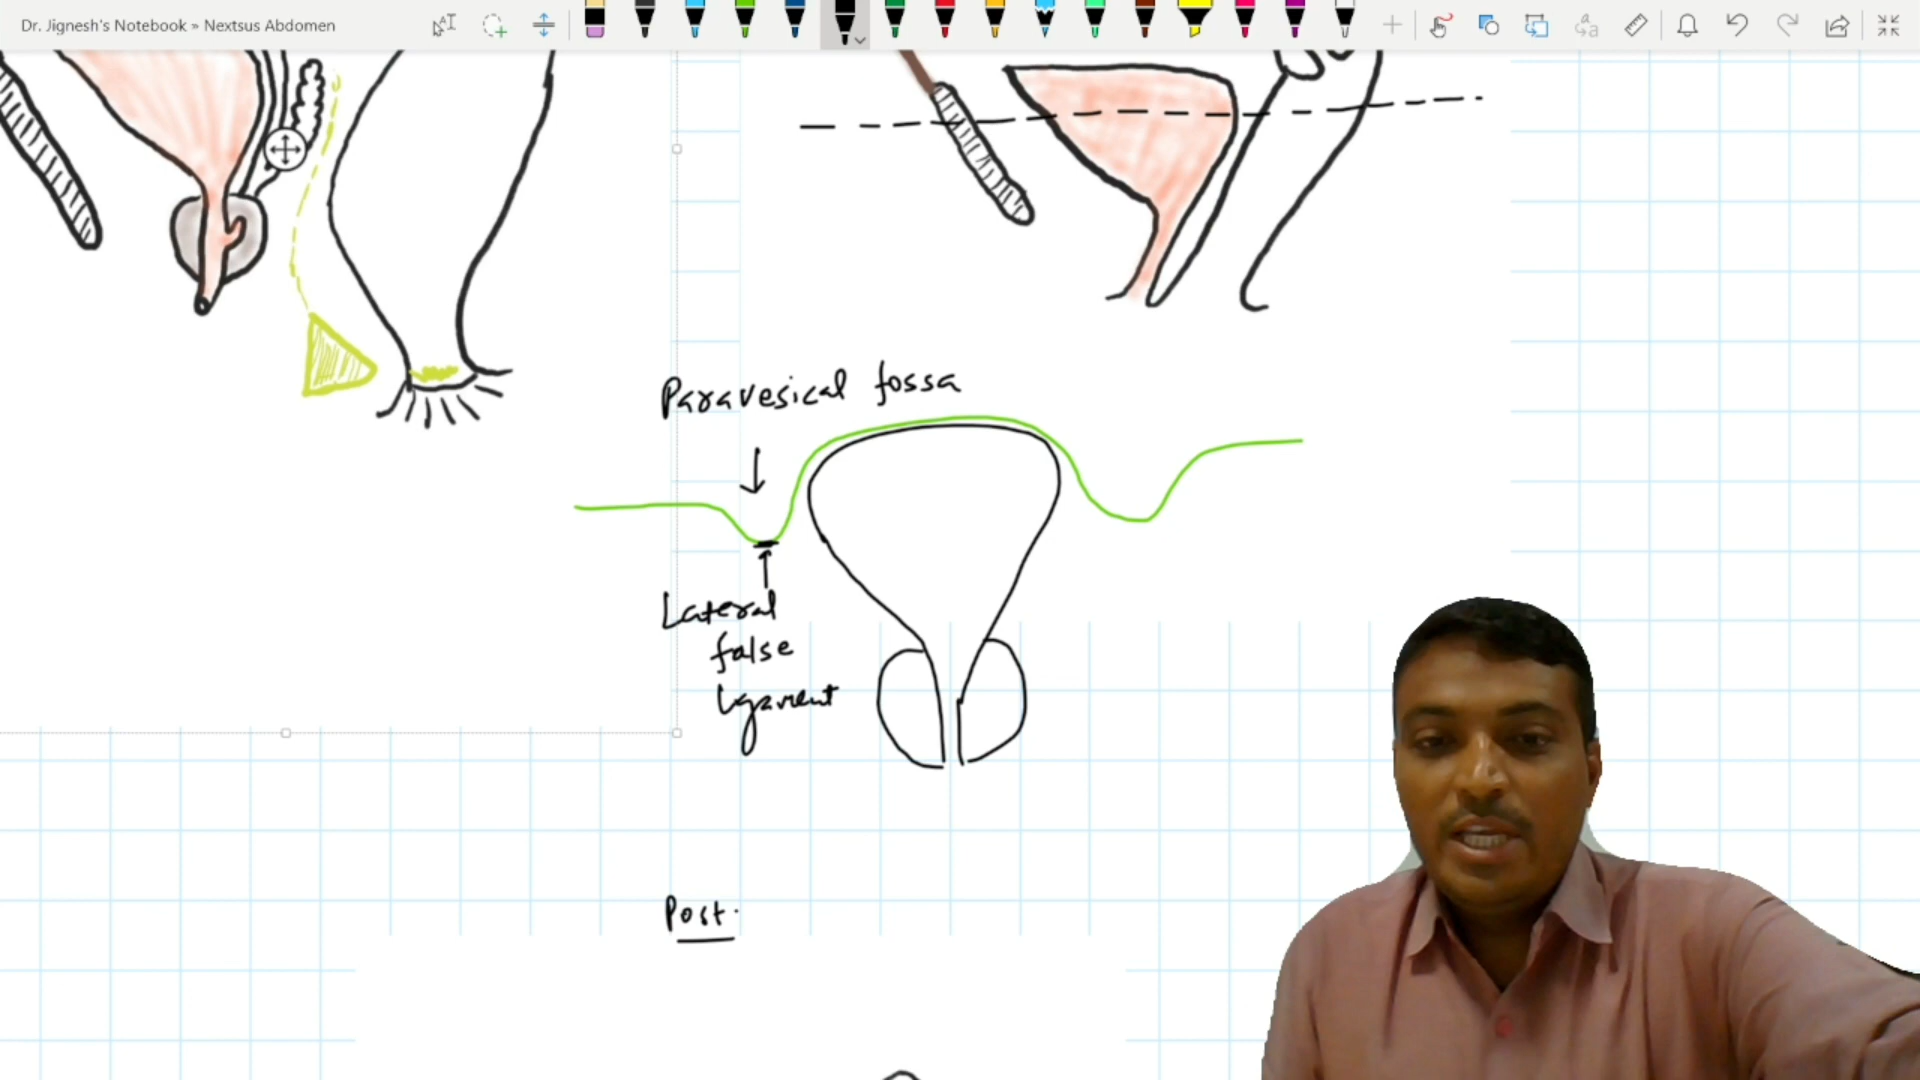 Dr. Jignesh's Notebook » Nextsus Abdomen
Paravesical fossa
Lateral
false
ligament
Post.